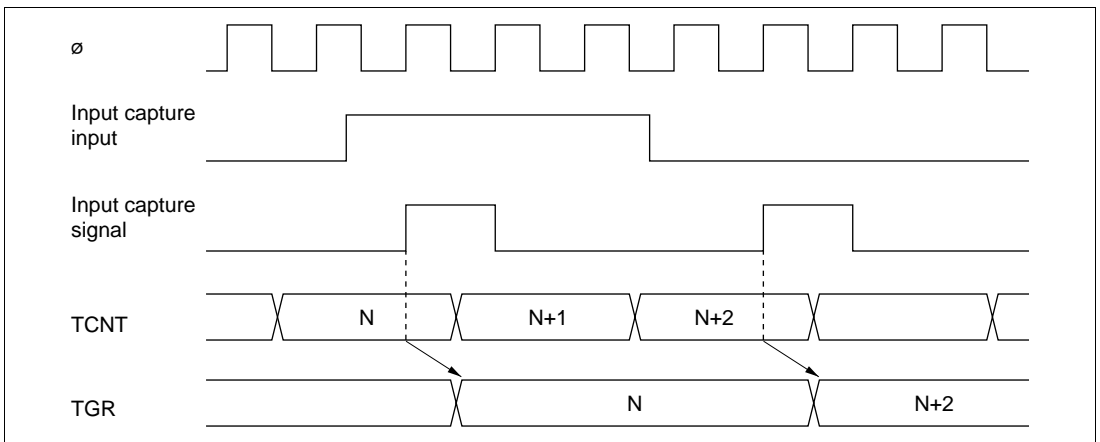 ø
Input capture
input
Input capture
signal
TCNT
N
N+1
N+2
TGR
N
N+2